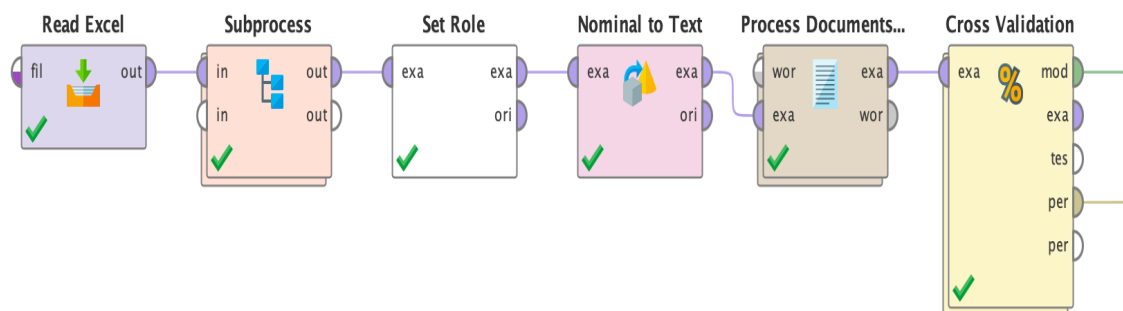 Read Excel
Subprocess
Set Role
Nominal to Text
Process Documents...
Cross Validation
fil out
in out
in out
exa exa
ori
exa exa
ori
wor exa
exa wor
exa mod
exa
tes
per
per
%